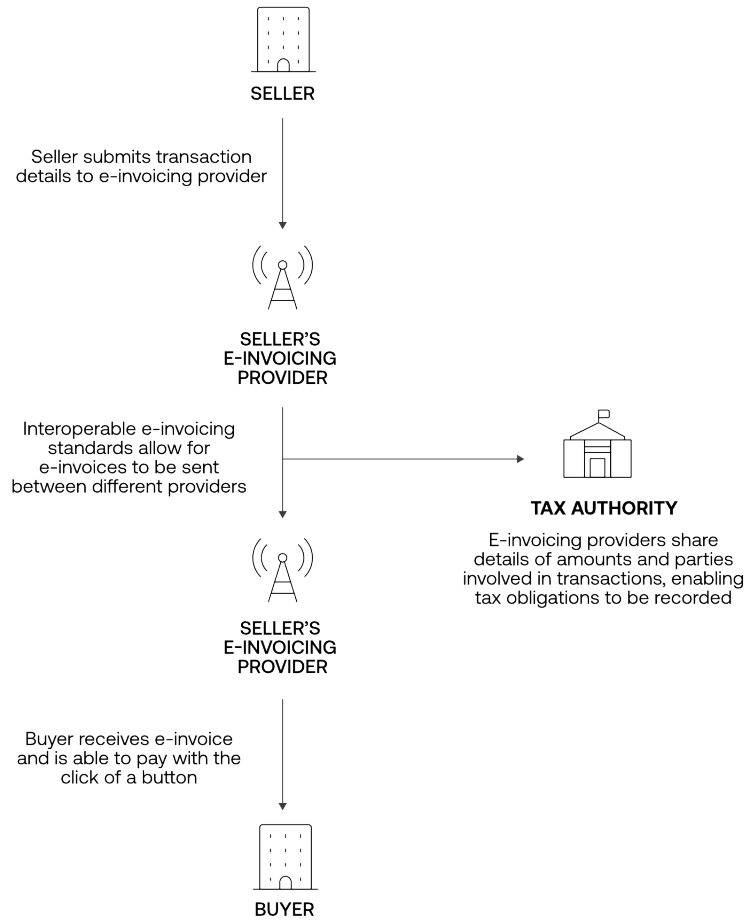 SELLER
Seller submits transaction
details to e-invoicing provider
SELLER’S
E-INVOICING
PROVIDER
Interoperable e-invoicing
standards allow for
e-invoices to be sent
between different providers
TAX AUTHORITY
E-invoicing providers share
details of amounts and parties
involved in transactions, enabling
tax obligations to be recorded
SELLER’S
E-INVOICING
PROVIDER
Buyer receives e-invoice
and is able to pay with the
click of a button
BUYER